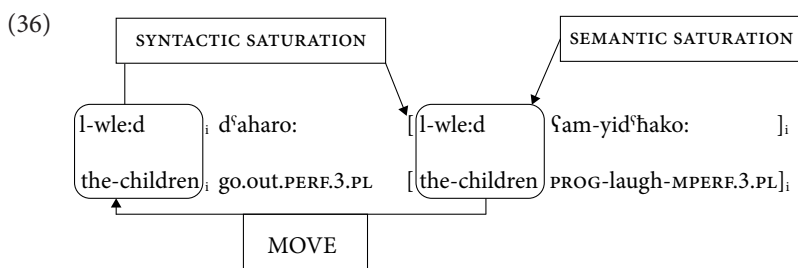 (36)
SYNTACTIC SATURATION SEMANTIC SATURATION
l-wle:d i dˤaharo: [l-wle:d ʕam-yidˤħako: ]i
the-children i go.out.PERF.3.PL [the-children PROG-laugh-MPERF.3.PL]i
MOVE